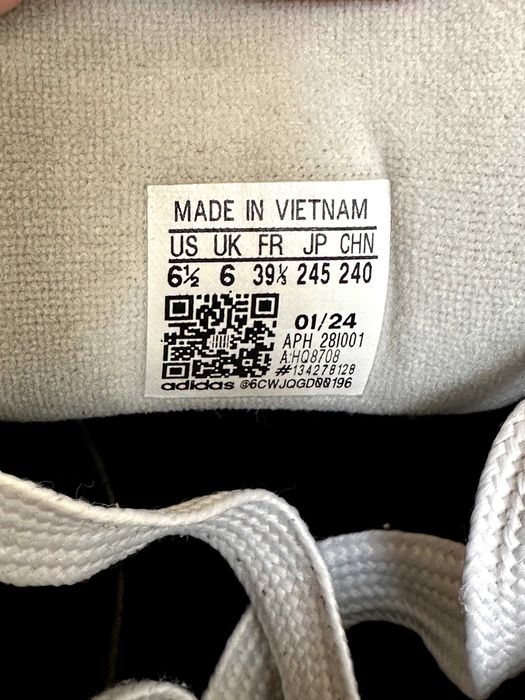 MADE IN VIETNAM
US UK FR JP CHN
6½ 6 39⅓ 245 240
01/24
APH 28I001
A:HQ8708
#134278128
adidas @6CWJQGD00196